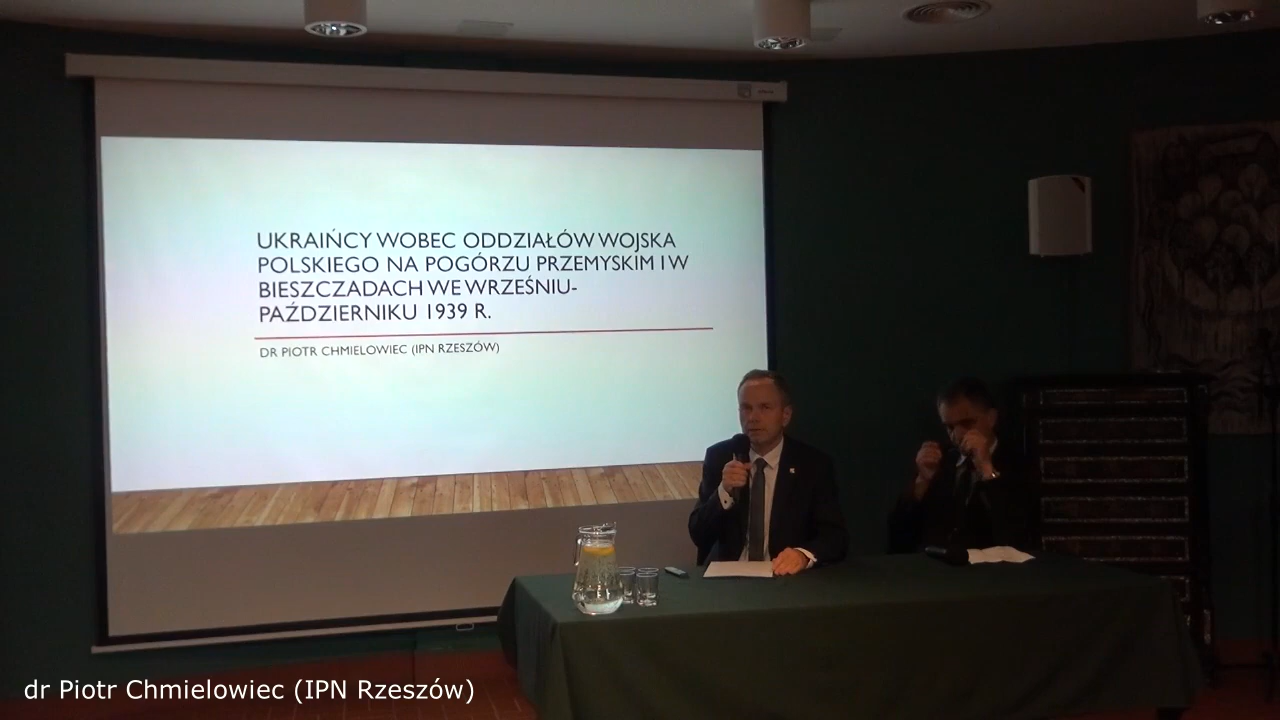 UKRAIŃCY WOBEC ODDZIAŁÓW WOJSKA
POLSKIEGO NA POGÓRZU PRZEMYSKIM I W
BIESZCZADACH WE WRZEŚNIU-
PAŹDZIERNIKU 1939 R.
DR PIOTR CHMIELOWIEC (IPN RZESZÓW)
dr Piotr Chmielowiec (IPN Rzeszów)